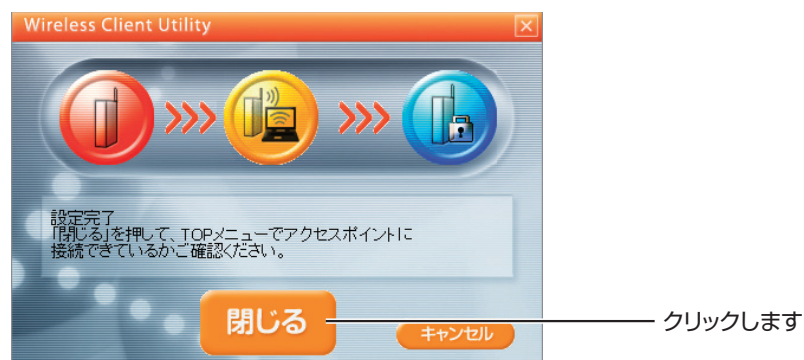 Wireless Client Utility
設定完了
「閉じる」を押して、TOPメニューでアクセスポイントに
接続できているかご確認ください。
閉じる
キャンセル
クリックします